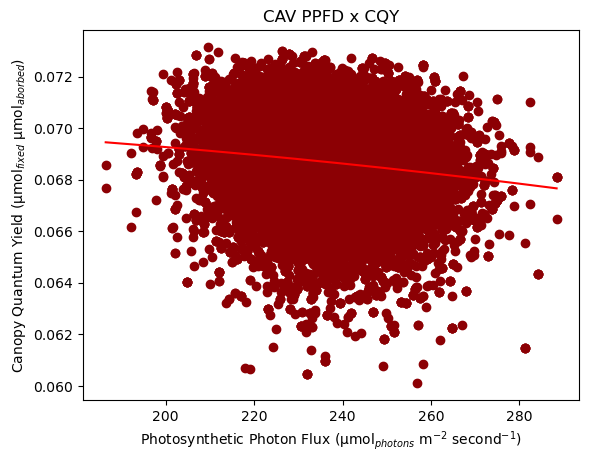 CAV PPFD x CQY
Canopy Quantum Yield (μmol_fixed μmol_aborbed)
0.072
0.070
0.068
0.066
0.064
0.062
0.060
200 220 240 260 280
Photosynthetic Photon Flux (μmol_photons m⁻² second⁻¹)